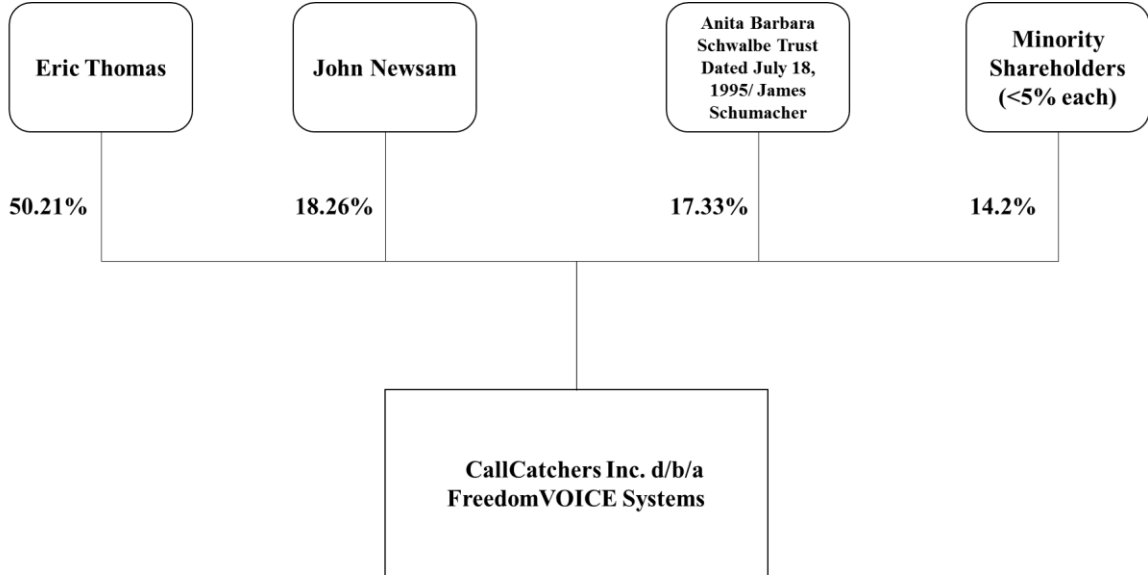 Eric Thomas
John Newsam
Anita Barbara
Schwalbe Trust
Dated July 18,
1995/ James
Schumacher
Minority
Shareholders
(<5% each)
50.21%
18.26%
17.33%
14.2%
CallCatchers Inc. d/b/a
FreedomVOICE Systems